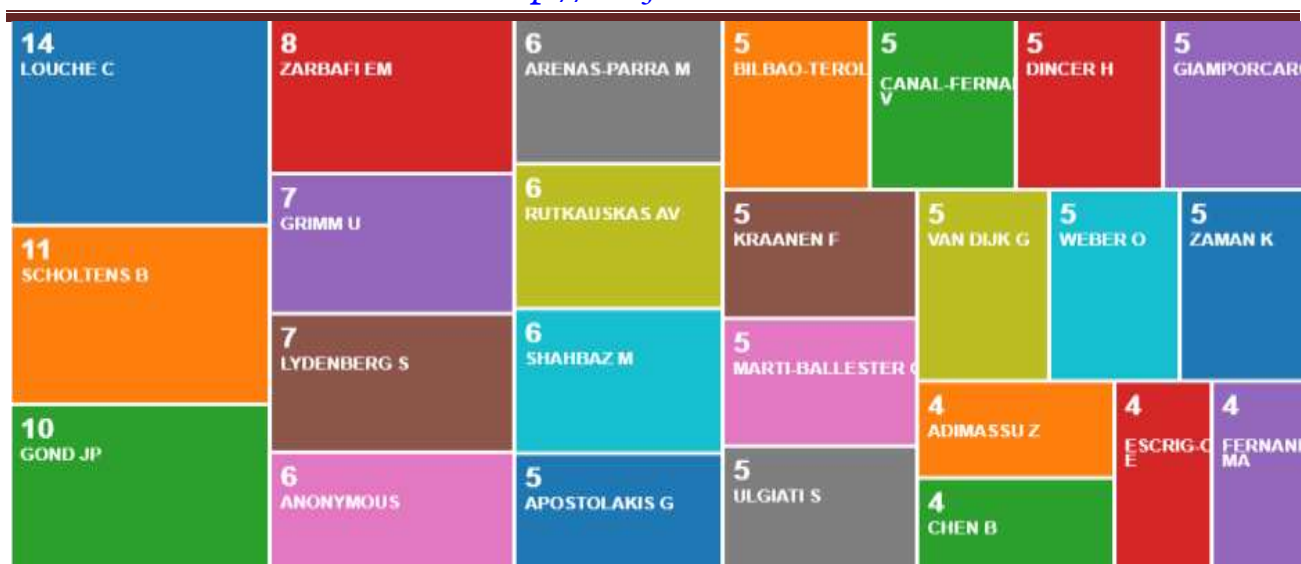 14
LOUCHE C
11
SCHOLTENS B
10
GOND JP
8
ZARBAFI EM
7
GRIMM U
7
LYDENBERG S
6
ANONYMOUS
6
ARENAS-PARRA M
6
RUTKAUSKAS AV
6
SHAHBAZ M
5
APOSTOLAKIS G
5
BILBAO-TEROL
5
CANAL-FERNA
V
5
DINCER H
5
GIAMPORCAR
5
KRAANEN F
5
MARTI-BALLESTER
5
ULGIATI S
5
VAN DIJK G
5
WEBER O
5
ZAMAN K
4
ADIMASSU Z
4
CHEN B
4
ESCRIG-O
E
4
FERNAN
MA